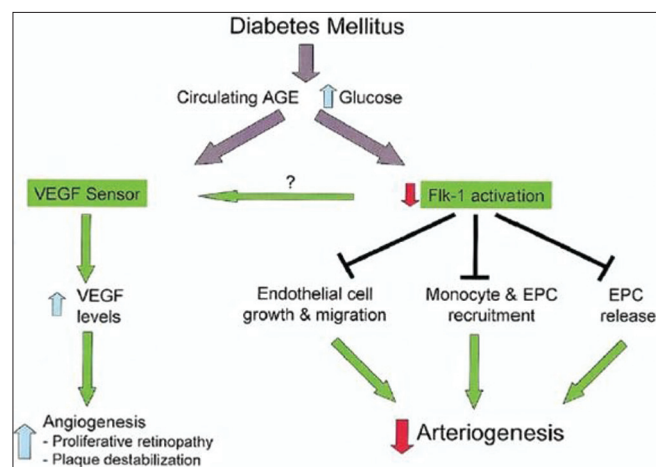 Diabetes Mellitus
Circulating AGE Glucose
VEGF Sensor
?
Flk-1 activation
VEGF
levels
Endothelial cell
growth & migration
Monocyte & EPC
recruitment
EPC
release
Angiogenesis
- Proliferative retinopathy
- Plaque destabilization
Arteriogenesis